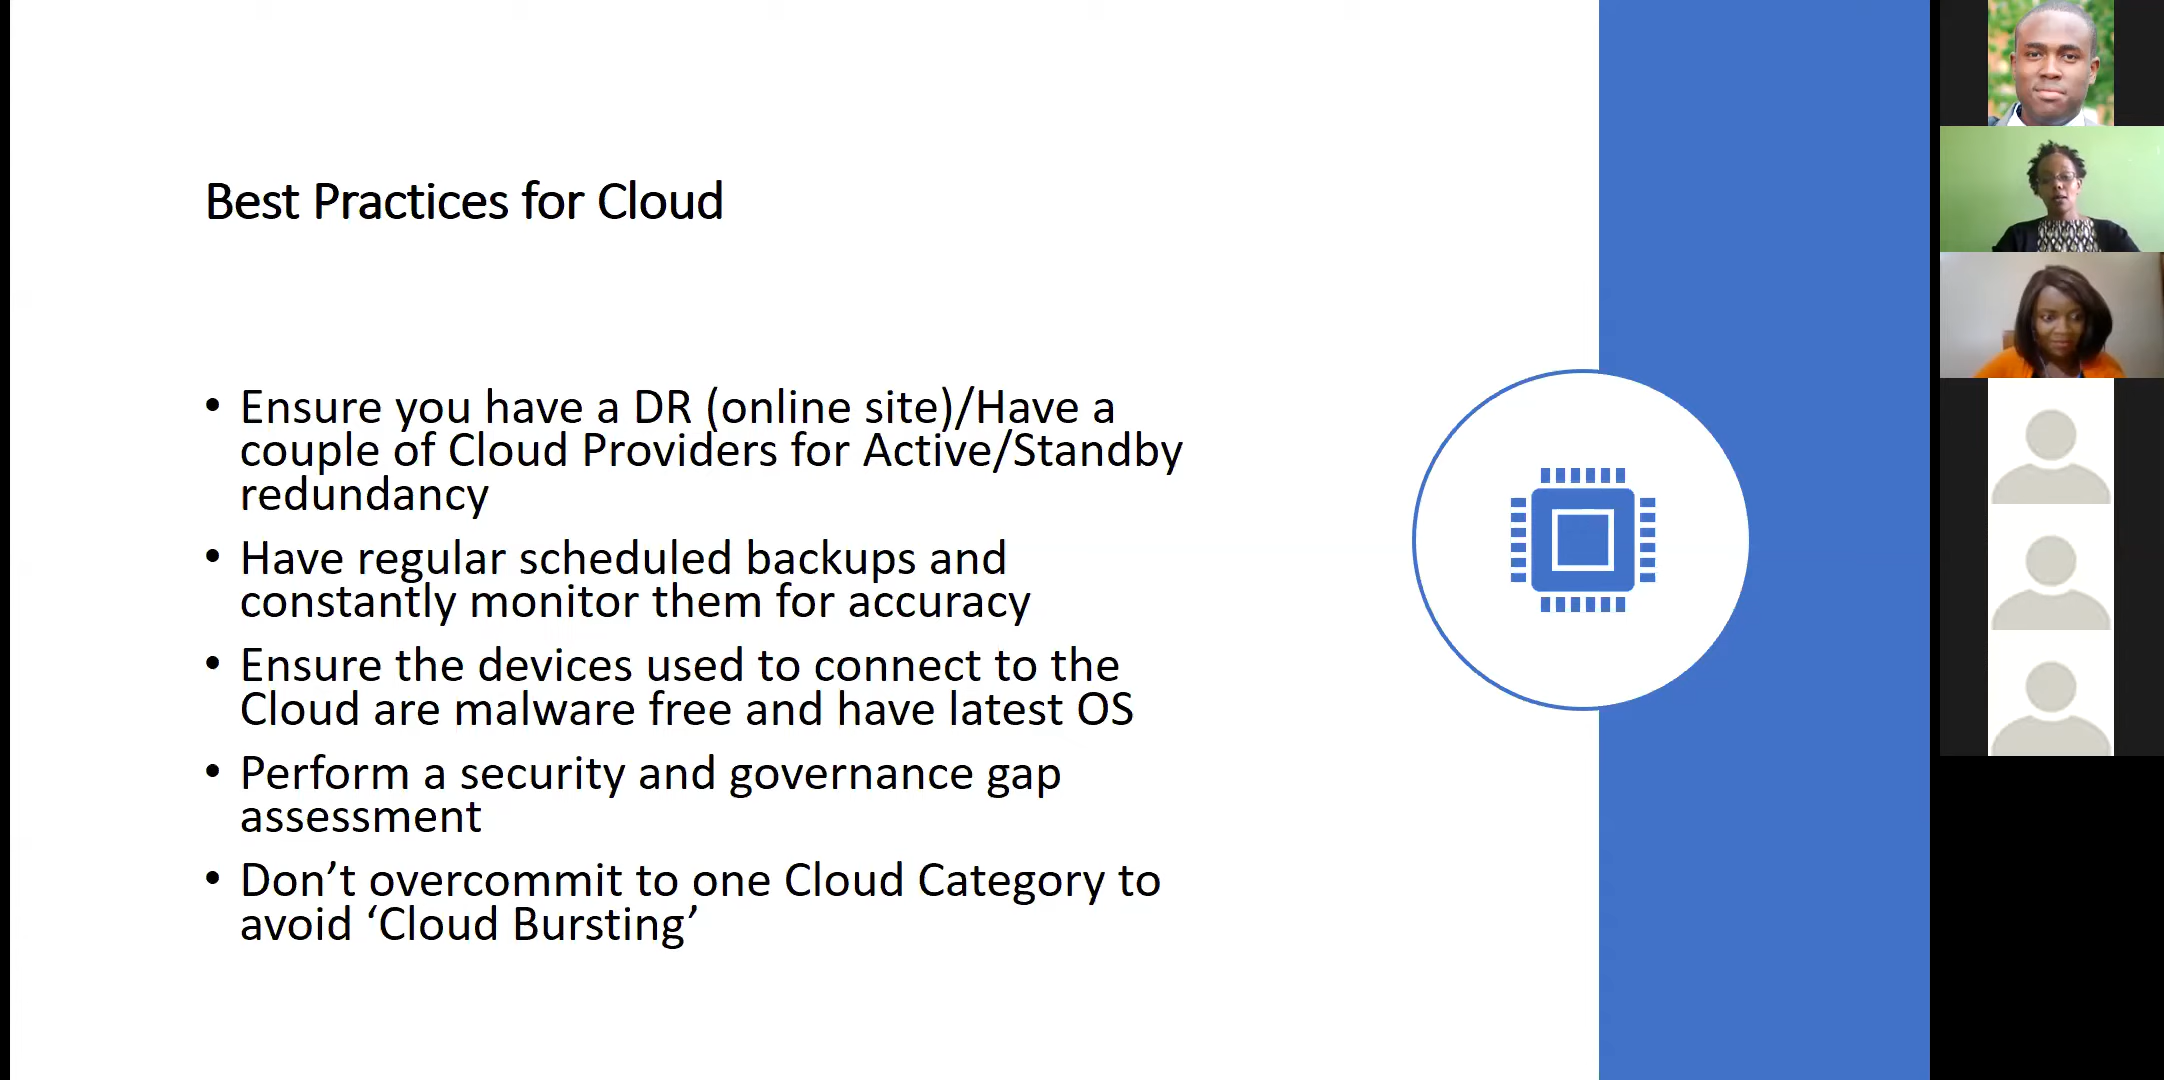 Best Practices for Cloud
• Ensure you have a DR (online site)/Have a
couple of Cloud Providers for Active/Standby
redundancy
• Have regular scheduled backups and
constantly monitor them for accuracy
• Ensure the devices used to connect to the
Cloud are malware free and have latest OS
• Perform a security and governance gap
assessment
• Don’t overcommit to one Cloud Category to
avoid ‘Cloud Bursting’